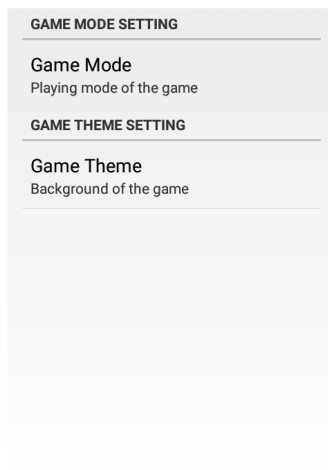 GAME MODE SETTING
Game Mode
Playing mode of the game
GAME THEME SETTING
Game Theme
Background of the game